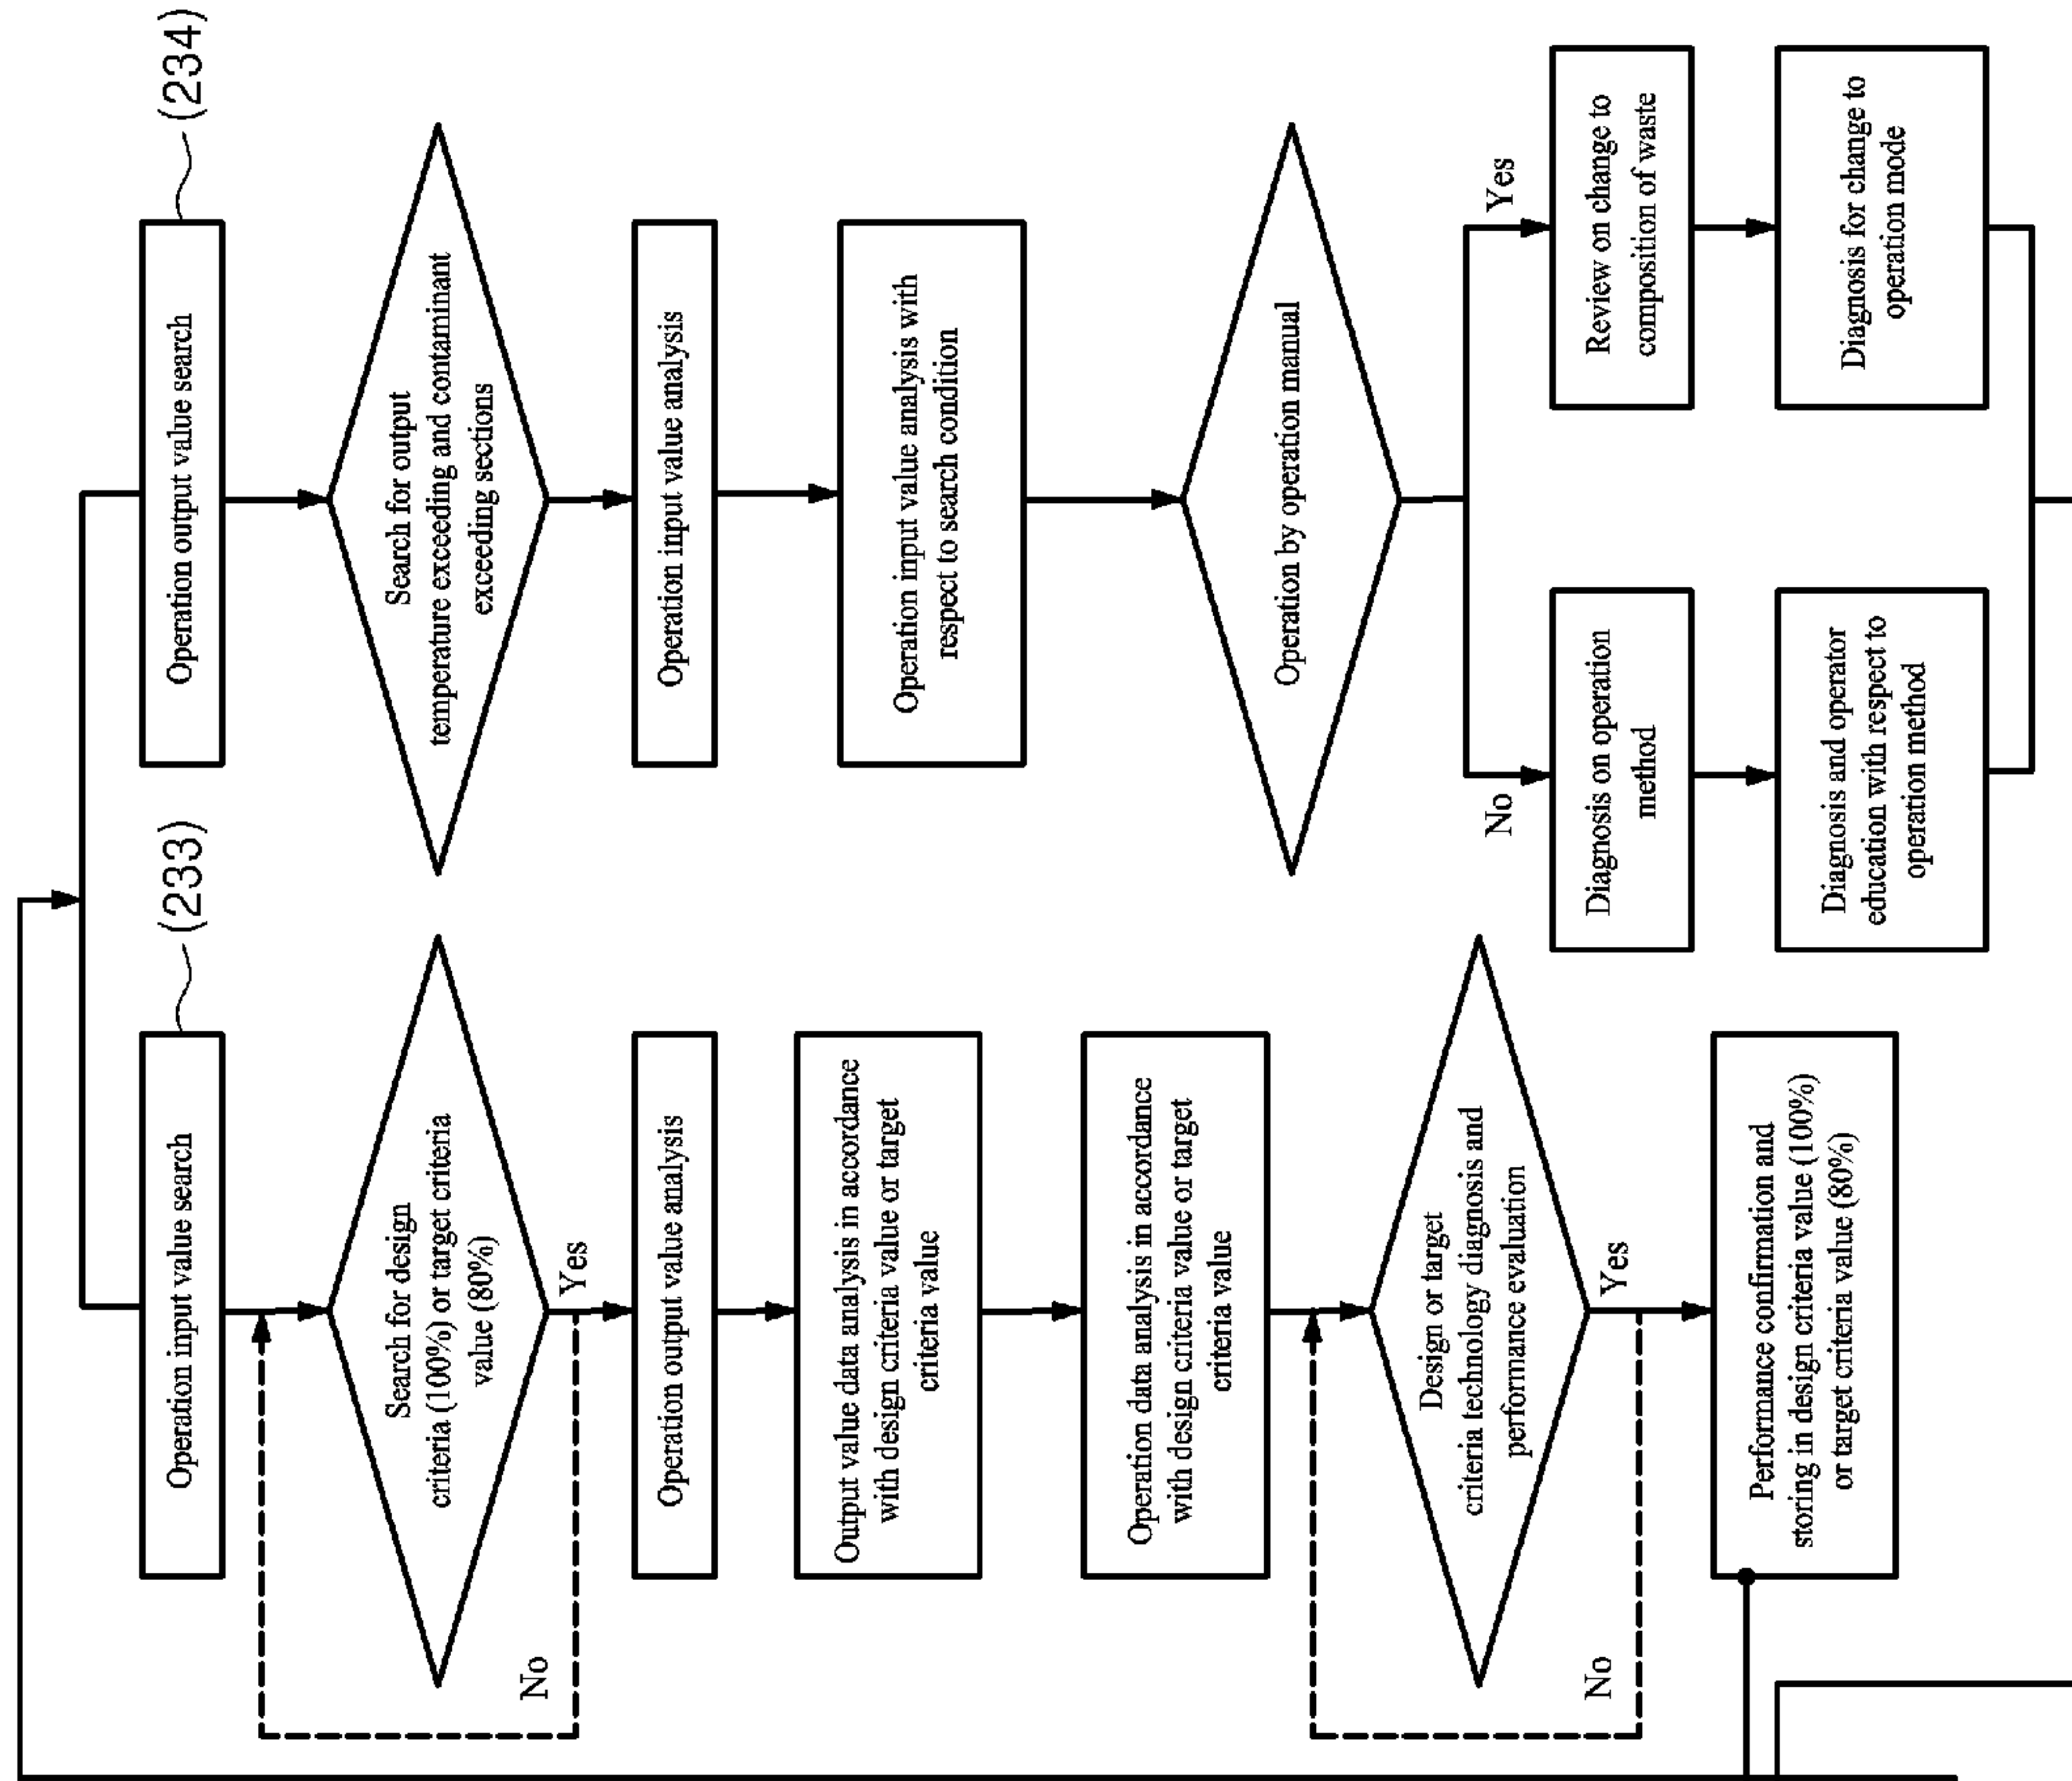 Operation input value search
(233)
Search for design
criteria (100%) or target criteria
value (80%)
Yes
No
Operation output value analysis
Output value data analysis in accordance
with design criteria value or target
criteria value
Operation data analysis in accordance
with design criteria value or target
criteria value
Design or target
criteria technology diagnosis and
performance evaluation
Yes
No
Performance confirmation and
storing in design criteria value (100%)
or target criteria value (80%)
Operation output value search
(234)
Search for output
temperature exceeding and contaminant
exceeding sections
Operation input value analysis
Operation input value analysis with
respect to search condition
Operation by operation manual
No
Yes
Diagnosis on operation
method
Diagnosis and operator
education with respect to
operation method
Review on change to
composition of waste
Diagnosis for change to
operation mode